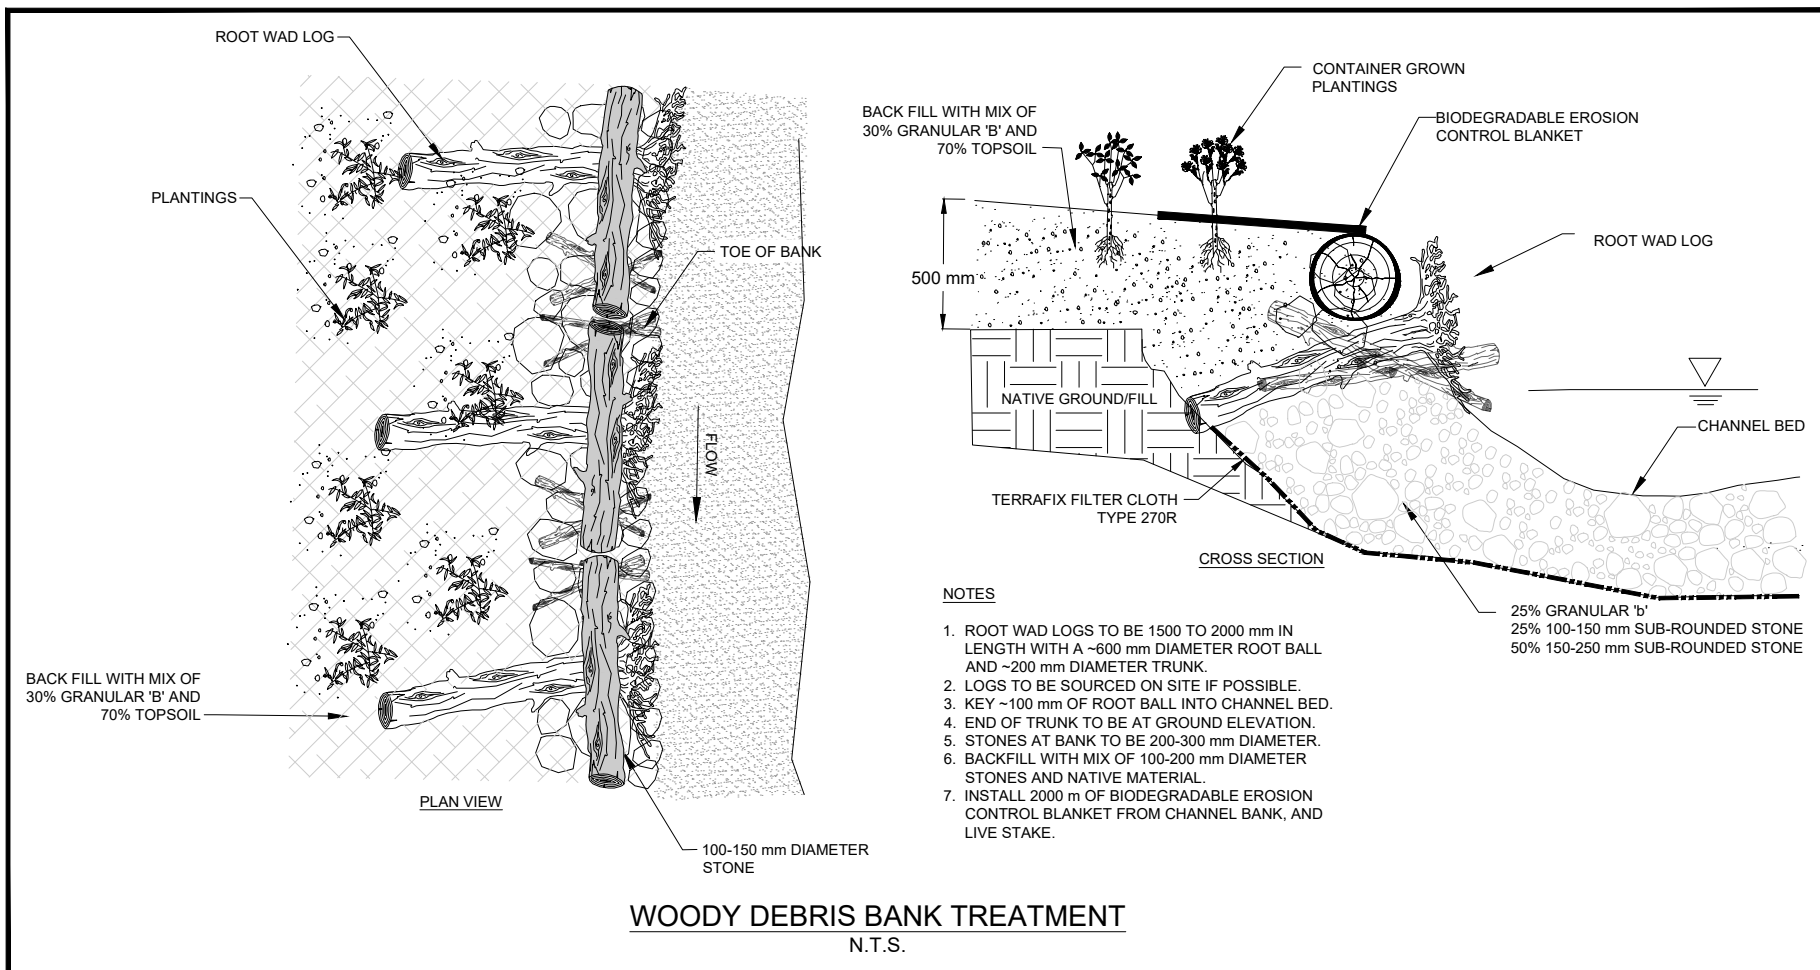 ROOT WAD LOG
PLANTINGS
TOE OF BANK
FLOW
BACK FILL WITH MIX OF
30% GRANULAR 'B' AND
70% TOPSOIL
PLAN VIEW
100-150 mm DIAMETER
STONE
CONTAINER GROWN
PLANTINGS
BACK FILL WITH MIX OF
30% GRANULAR 'B' AND
70% TOPSOIL
BIODEGRADABLE EROSION
CONTROL BLANKET
ROOT WAD LOG
500 mm
NATIVE GROUND/FILL
CHANNEL BED
TERRAFIX FILTER CLOTH
TYPE 270R
CROSS SECTION
25% GRANULAR 'b'
25% 100-150 mm SUB-ROUNDED STONE
50% 150-250 mm SUB-ROUNDED STONE
NOTES
1. ROOT WAD LOGS TO BE 1500 TO 2000 mm IN
LENGTH WITH A ~600 mm DIAMETER ROOT BALL
AND ~200 mm DIAMETER TRUNK.
2. LOGS TO BE SOURCED ON SITE IF POSSIBLE.
3. KEY ~100 mm OF ROOT BALL INTO CHANNEL BED.
4. END OF TRUNK TO BE AT GROUND ELEVATION.
5. STONES AT BANK TO BE 200-300 mm DIAMETER.
6. BACKFILL WITH MIX OF 100-200 mm DIAMETER
STONES AND NATIVE MATERIAL.
7. INSTALL 2000 m OF BIODEGRADABLE EROSION
CONTROL BLANKET FROM CHANNEL BANK, AND
LIVE STAKE.
WOODY DEBRIS BANK TREATMENT
N.T.S.